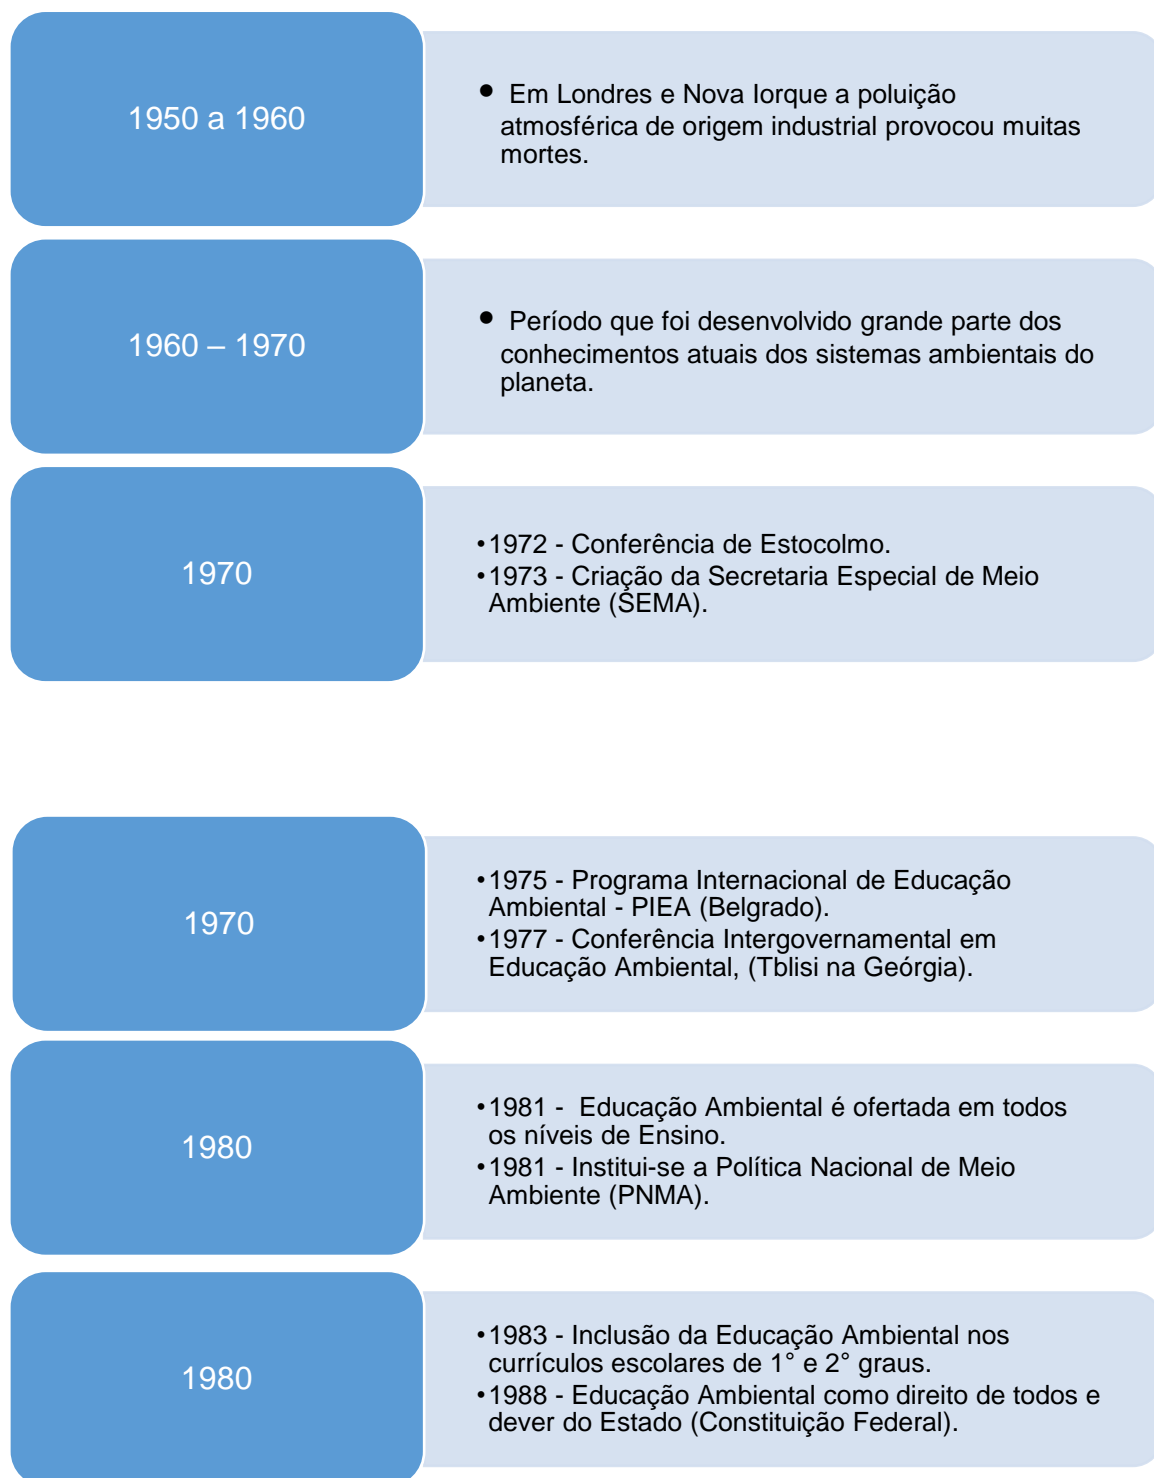 1950 a 1960
• Em Londres e Nova Iorque a poluição
atmosférica de origem industrial provocou muitas
mortes.
1960 – 1970
• Período que foi desenvolvido grande parte dos
conhecimentos atuais dos sistemas ambientais do
planeta.
1970
•1972 - Conferência de Estocolmo.
•1973 - Criação da Secretaria Especial de Meio
Ambiente (SEMA).
1970
•1975 - Programa Internacional de Educação
Ambiental - PIEA (Belgrado).
•1977 - Conferência Intergovernamental em
Educação Ambiental, (Tblisi na Geórgia).
1980
•1981 - Educação Ambiental é ofertada em todos
os níveis de Ensino.
•1981 - Institui-se a Política Nacional de Meio
Ambiente (PNMA).
1980
•1983 - Inclusão da Educação Ambiental nos
currículos escolares de 1° e 2° graus.
•1988 - Educação Ambiental como direito de todos e
dever do Estado (Constituição Federal).